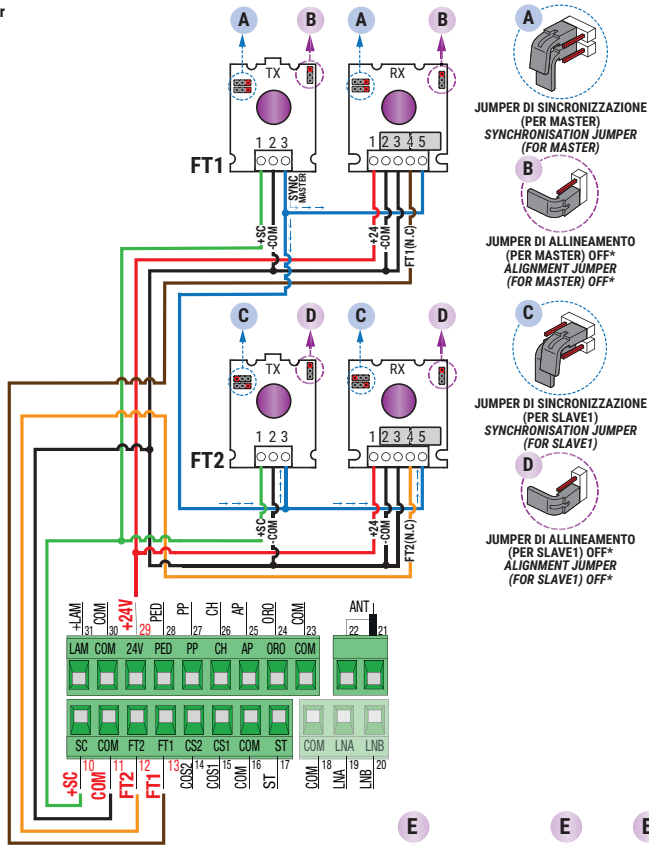 r
A
B
A
B
TX
RX
1 2 3
1 2 3 4 5
FT1
SYNC
MASTER
+SC
-COM
+24
-COM
FT1(N.C)
C
D
C
D
TX
RX
1 2 3
1 2 3 4 5
FT2
+SC
-COM
+24
-COM
FT2(N.C)
A
JUMPER DI SINCRONIZZAZIONE
(PER MASTER)
SYNCHRONISATION JUMPER
(FOR MASTER)
B
JUMPER DI ALLINEAMENTO
(PER MASTER) OFF*
ALIGNMENT JUMPER
(FOR MASTER) OFF*
C
JUMPER DI SINCRONIZZAZIONE
(PER SLAVE1)
SYNCHRONISATION JUMPER
(FOR SLAVE1)
D
JUMPER DI ALLINEAMENTO
(PER SLAVE1) OFF*
ALIGNMENT JUMPER
(FOR SLAVE1) OFF*
+LAM COM +24V PED PP CH AP ORO COM ANT
31 30 29 28 27 26 25 24 23 22 21
LAM COM 24V PED PP CH AP ORO COM
SC COM FT2 FT1 CS2 CS1 COM ST COM LNA LNB
10 11 12 13 14 15 16 17 18 19 20
+SC COM FT2 FT1 COS2 COS1 COM ST COM LNA LNB
E
E
E